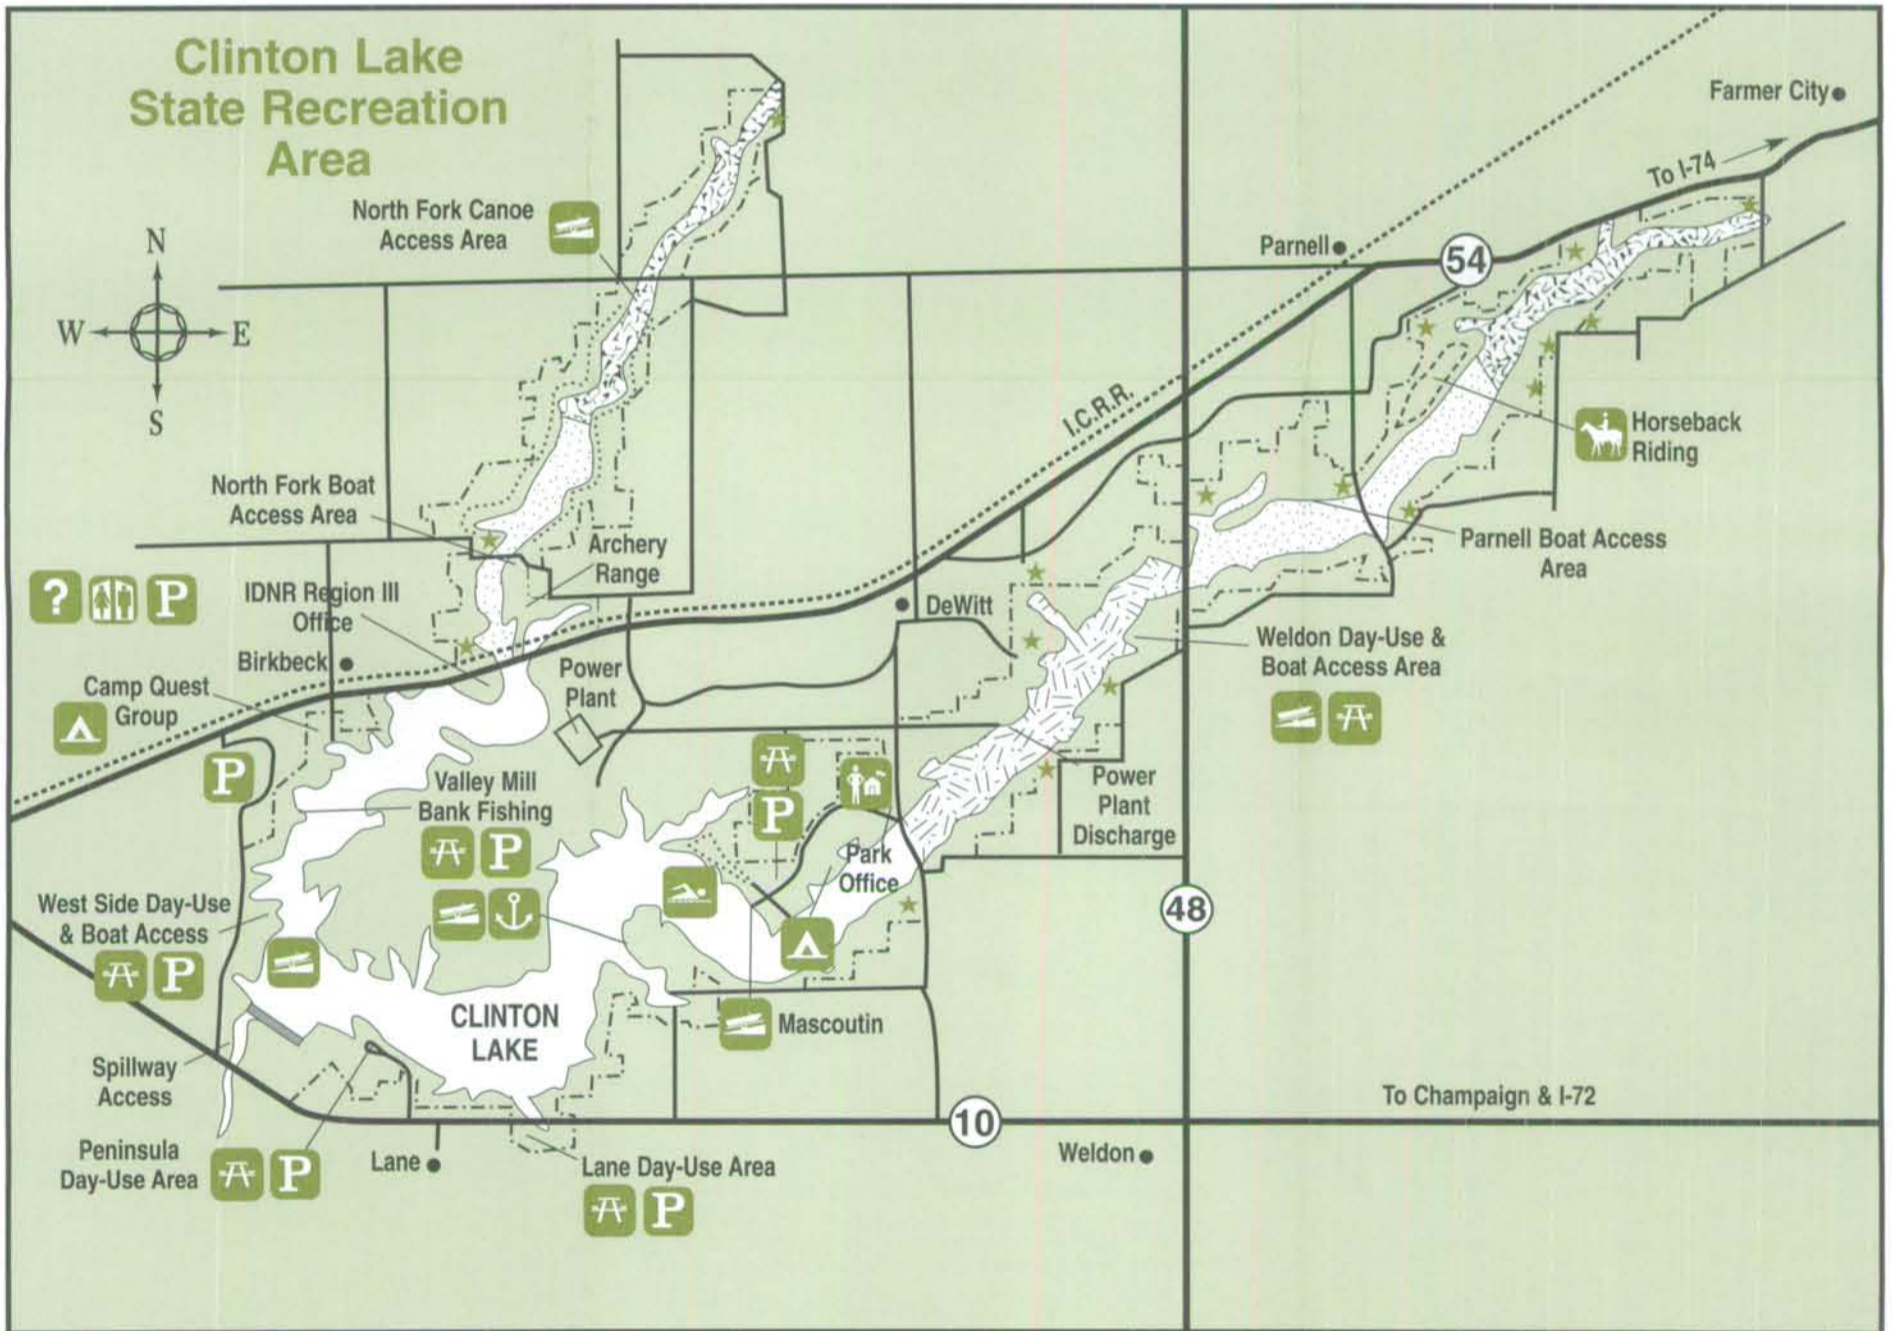 Clinton Lake
State Recreation
Area
Farmer City
To I-74
North Fork Canoe
Access Area
N
W
E
S
Parnell
54
I.C.R.R.
Horseback
Riding
North Fork Boat
Access Area
Archery
Range
Parnell Boat Access
Area
?
P
IDNR Region III
Office
DeWitt
Weldon Day-Use &
Boat Access Area
Birkbeck
Power
Plant
Camp Quest
Group
P
Valley Mill
Bank Fishing
P
P
Power
Plant
Discharge
Park
Office
West Side Day-Use
& Boat Access
P
48
CLINTON
LAKE
Mascoutin
Spillway
Access
To Champaign & I-72
10
Peninsula
Day-Use Area
P
Lane
Lane Day-Use Area
P
Weldon